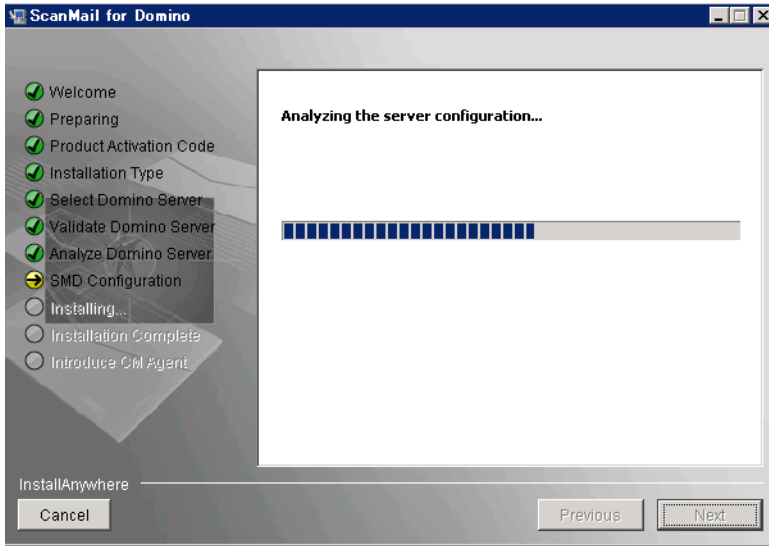 ScanMail for Domino
Welcome
Preparing
Product Activation Code
Installation Type
Select Domino Server
Validate Domino Server
Analyze Domino Server
SMD Configuration
Installing...
Installation Complete
Introduce CM Agent
Analyzing the server configuration...
InstallAnywhere
Cancel
Previous
Next